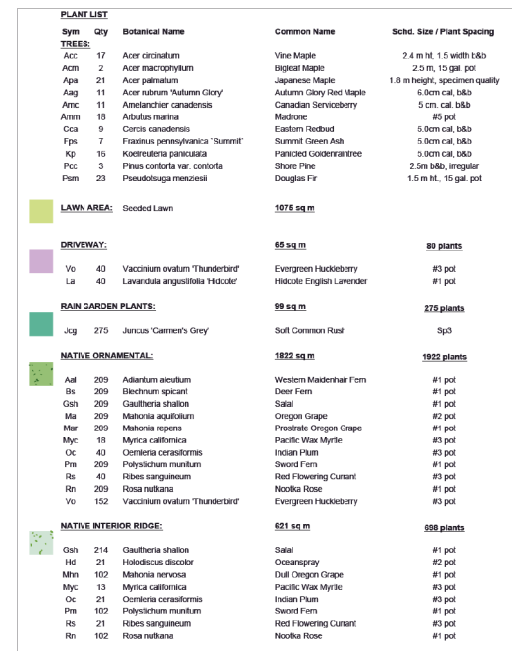 PLANT LIST
Sym Qty Botanical Name Common Name Schd. Size / Plant Spacing
TREES:
Acc 17 Acer circinatum Vine Maple 2.4 m ht, 1.5 width b&b
Acm 2 Acer macrophyllum Bigleaf Maple 2.5 m, 15 gal. pot
Apa 21 Acer palmatum Japanese Maple 1.8 m height, specimen quality
Aag 11 Acer rubrum 'Autumn Glory' Autumn Glory Red Maple 6.0cm cal, b&b
Amc 11 Amelanchier canadensis Canadian Serviceberry 5 cm. cal. b&b
Amm 18 Arbutus marina Madrone #5 pot
Cca 9 Cercis canadensis Eastern Redbud 5.0cm cal, b&b
Fps 7 Fraxinus pennsylvanica 'Summit' Summit Green Ash 6.0cm cal, b&b
Kp 16 Koelreuteria paniculata Panicled Goldenraintree 5.0cm cal, b&b
Pcc 3 Pinus contorta var. contorta Shore Pine 2.5m b&b, irregular
Psm 23 Pseudotsuga menziesii Douglas Fir 1.5 m ht., 15 gal. pot
LAWN AREA: Seeded Lawn 1075 sq m
DRIVEWAY: 65 sq m 80 plants
Vo 40 Vaccinium ovatum 'Thunderbird' Evergreen Huckleberry #3 pot
La 40 Lavandula angustifolia 'Hidcote' Hidcote English Lavender #1 pot
RAIN GARDEN PLANTS: 99 sq m 275 plants
Jcg 275 Juncus 'Carmen's Grey' Soft Common Rush Sp3
NATIVE ORNAMENTAL: 1822 sq m 1922 plants
Aal 209 Adiantum aleutium Western Maidenhair Fern #1 pot
Bs 209 Blechnum spicant Deer Fern #1 pot
Gsh 209 Gaultheria shallon Salal #1 pot
Ma 209 Mahonia aquifolium Oregon Grape #2 pot
Mar 209 Mahonia repens Prostrate Oregon Grape #1 pot
Myc 18 Myrica californica Pacific Wax Myrtle #3 pot
Oc 40 Oemleria cerasiformis Indian Plum #3 pot
Pm 209 Polystichum munitum Sword Fern #1 pot
Rs 40 Ribes sanguineum Red Flowering Currant #3 pot
Rn 209 Rosa nutkana Nootka Rose #1 pot
Vo 152 Vaccinium ovatum 'Thunderbird' Evergreen Huckleberry #3 pot
NATIVE INTERIOR RIDGE: 621 sq m 698 plants
Gsh 214 Gaultheria shallon Salal #1 pot
Hd 21 Holodiscus discolor Oceanspray #2 pot
Mhn 102 Mahonia nervosa Dull Oregon Grape #1 pot
Myc 13 Myrica californica Pacific Wax Myrtle #3 pot
Oc 21 Oemleria cerasiformis Indian Plum #3 pot
Pm 102 Polystichum munitum Sword Fern #1 pot
Rs 21 Ribes sanguineum Red Flowering Currant #3 pot
Rn 102 Rosa nutkana Nootka Rose #1 pot